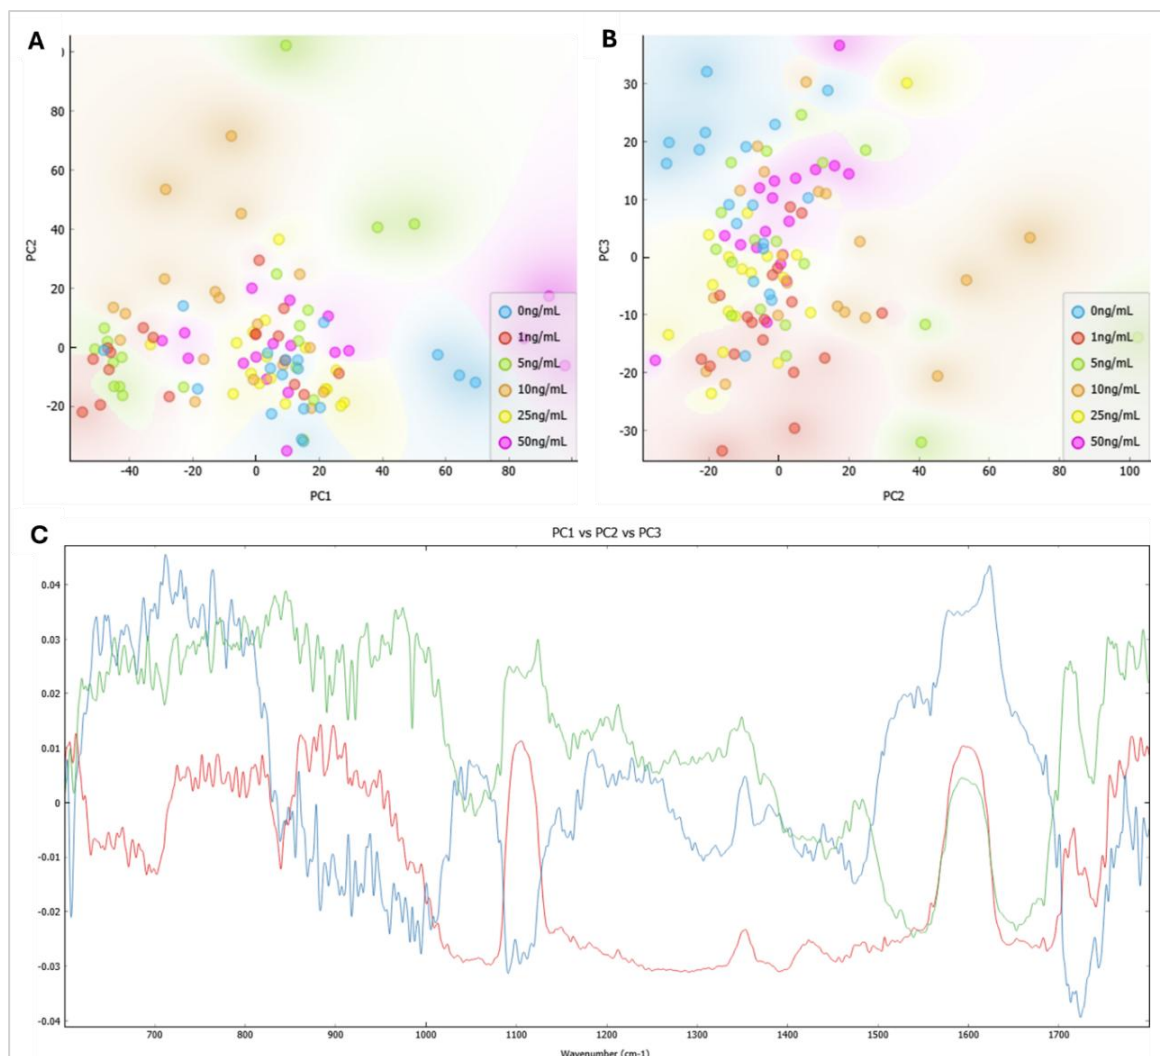 A
B
)
80
60
40
20
0
-20
PC2
-40
-20
0
20
40
60
80
PC1
0ng/mL
1ng/mL
5ng/mL
10ng/mL
25ng/mL
50ng/mL
30
20
10
0
-10
-20
-30
PC3
-20
0
20
40
60
80
100
PC2
0ng/mL
1ng/mL
5ng/mL
10ng/mL
25ng/mL
50ng/mL
C
PC1 vs PC2 vs PC3
0.04
0.03
0.02
0.01
0
-0.01
-0.02
-0.03
-0.04
700
800
900
1000
1100
1200
1300
1400
1500
1600
1700
Wavenumber (cm-1)